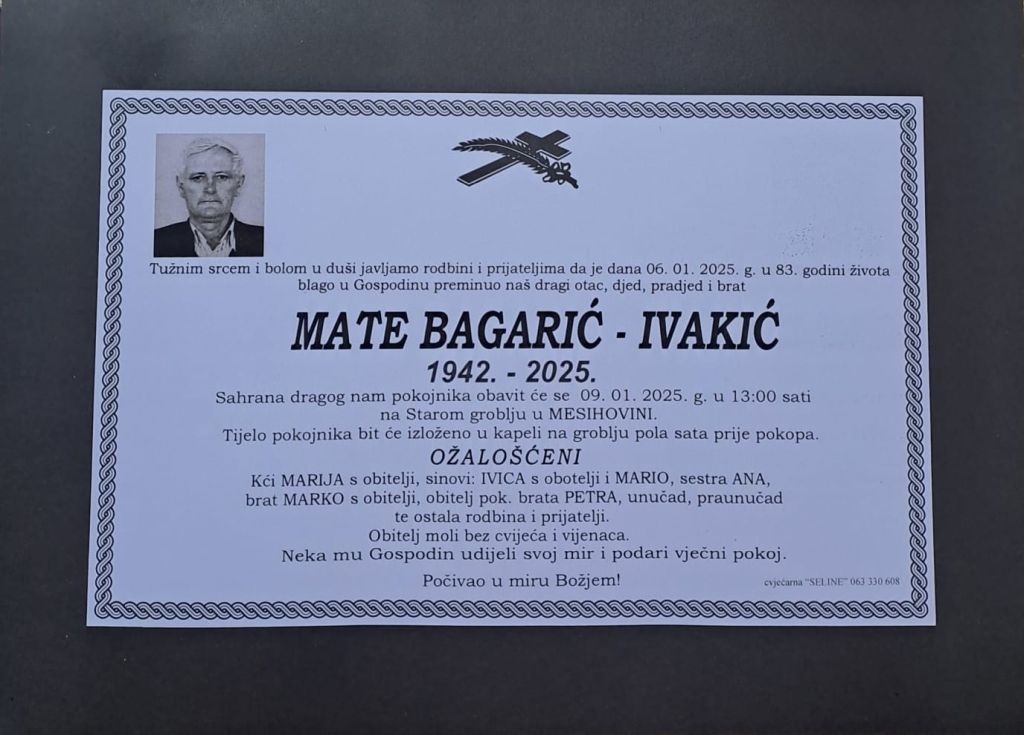 Tužnim srcem i bolom u duši javljamo rodbini i prijateljima da je dana 06. 01. 2025. g. u 83. godini života
blago u Gospodinu preminuo naš dragi otac, djed, pradjed i brat
MATE BAGARIĆ - IVAKIĆ
1942. - 2025.
Sahrana dragog nam pokojnika obavit će se 09. 01. 2025. g. u 13:00 sati
na Starom groblju u MESIHOVINI.
Tijelo pokojnika bit će izloženo u kapeli na groblju pola sata prije pokopa.
OŽALOŠĆENI
Kći MARIJA s obitelji, sinovi: IVICA s obotelji i MARIO, sestra ANA,
brat MARKO s obitelji, obitelj pok. brata PETRA, unučad, praunučad
te ostala rodbina i prijatelji.
Obitelj moli bez cvijeća i vijenaca.
Neka mu Gospodin udijeli svoj mir i podari vječni pokoj.
Počivao u miru Božjem!
cvjećarna "SELINE" 063 330 608